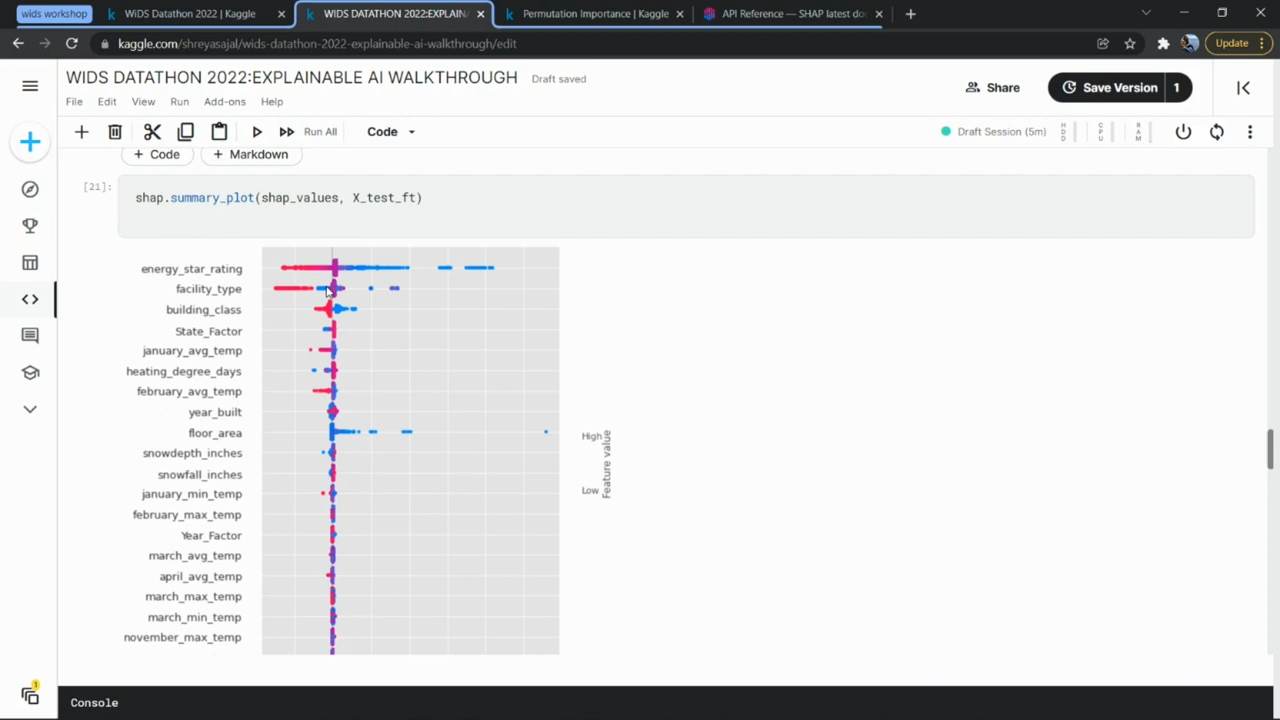 wids workshop
WiDS Datathon 2022 | Kaggle
WIDS DATATHON 2022:EXPLAIN
Permutation Importance | Kaggle
API Reference — SHAP latest do
kaggle.com/shreyasajal/wids-datathon-2022-explainable-ai-walkthrough/edit
Update
WIDS DATATHON 2022:EXPLAINABLE AI WALKTHROUGH
Draft saved
Share
Save Version
1
File Edit View Run Add-ons Help
Run All
Code
Draft Session (5m)
HDD
CPU
RAM
+ Code
+ Markdown
[21]:
shap.summary_plot(shap_values, X_test_ft)
energy_star_rating
facility_type
building_class
State_Factor
january_avg_temp
heating_degree_days
february_avg_temp
year_built
floor_area
High
snowdepth_inches
Feature value
snowfall_inches
Low
january_min_temp
february_max_temp
Year_Factor
march_avg_temp
april_avg_temp
march_max_temp
march_min_temp
november_max_temp
1
Console